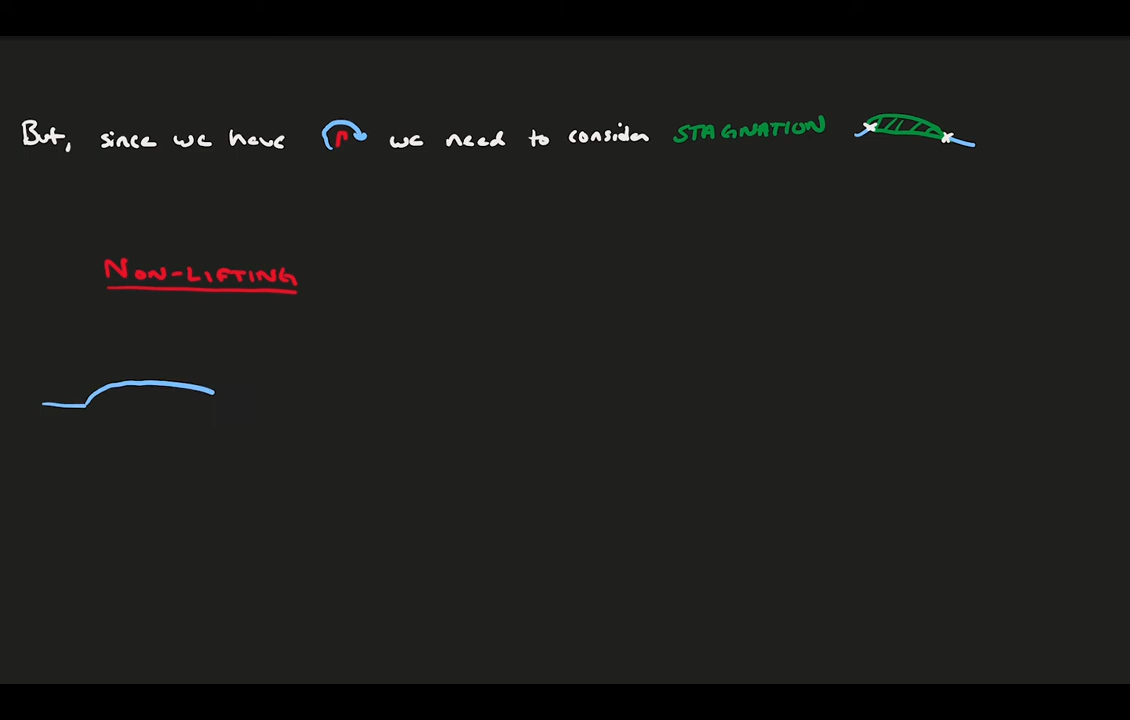 But, since we have Γ we need to consider STAGNATION
NON-LIFTING